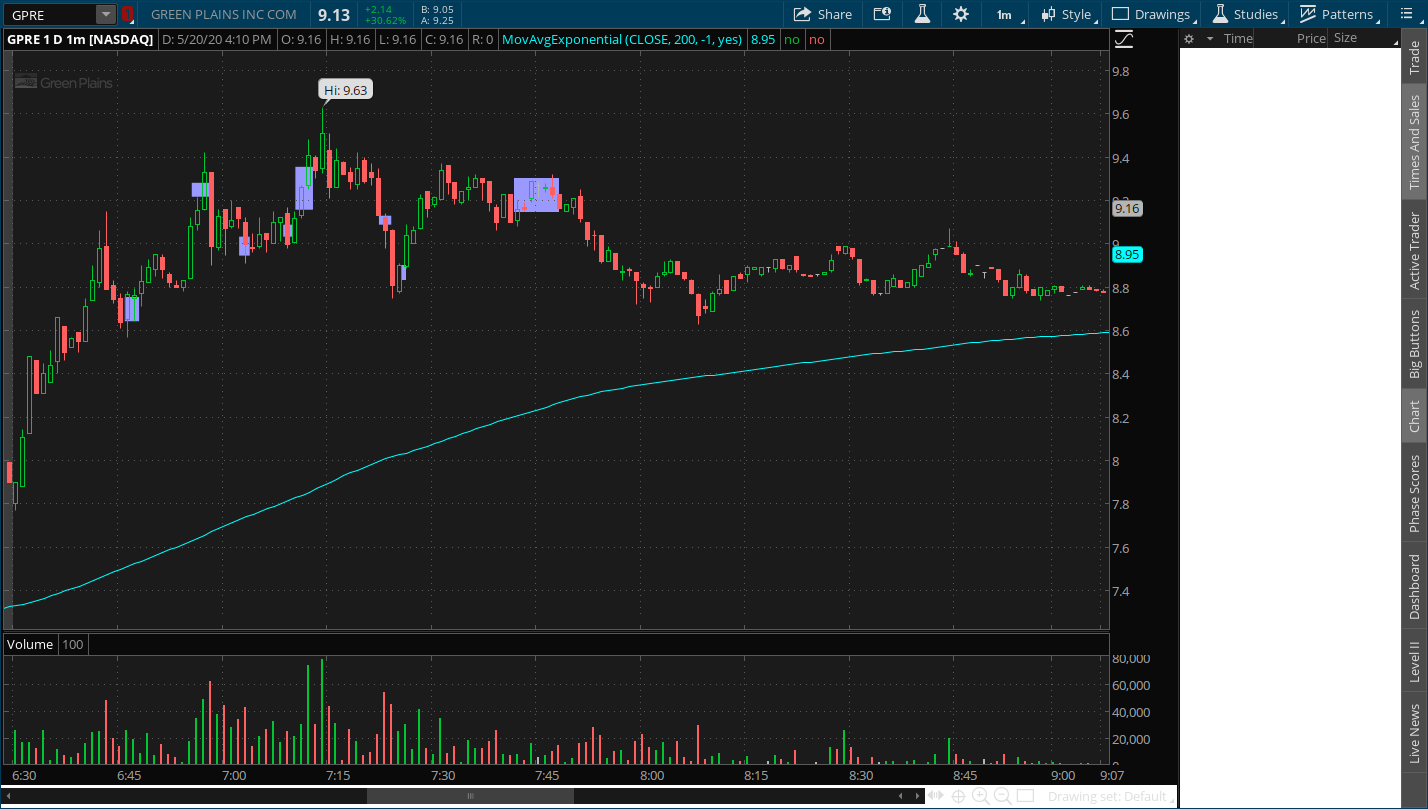 GPRE
1
GREEN PLAINS INC COM
9.13
+2.14
+30.62%
B: 9.05
A: 9.25
Share
1m
Style
Drawings
Studies
Patterns
GPRE 1 D 1m [NASDAQ]
D: 5/20/20 4:10 PM
O: 9.16
H: 9.16
L: 9.16
C: 9.16
R: 0
MovAvgExponential (CLOSE, 200, -1, yes)
8.95
no
no
Time
Price
Size
Green Plains
Hi: 9.63
9.8
9.6
9.4
9.16
8.95
8.8
8.6
8.4
8.2
8
7.8
7.6
7.4
Volume
100
80,000
60,000
40,000
20,000
6:30
6:45
7:00
7:15
7:30
7:45
8:00
8:15
8:30
8:45
9:00
9:07
Drawing set: Default
Trade
Times And Sales
Active Trader
Big Buttons
Chart
Phase Scores
Dashboard
Level II
Live News